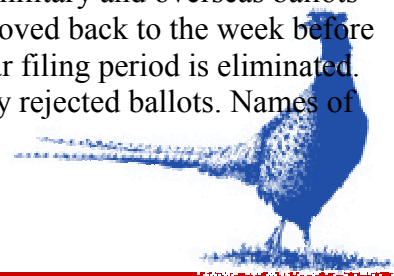 military and overseas ballots
oved back to the week before
r filing period is eliminated.
y rejected ballots. Names of